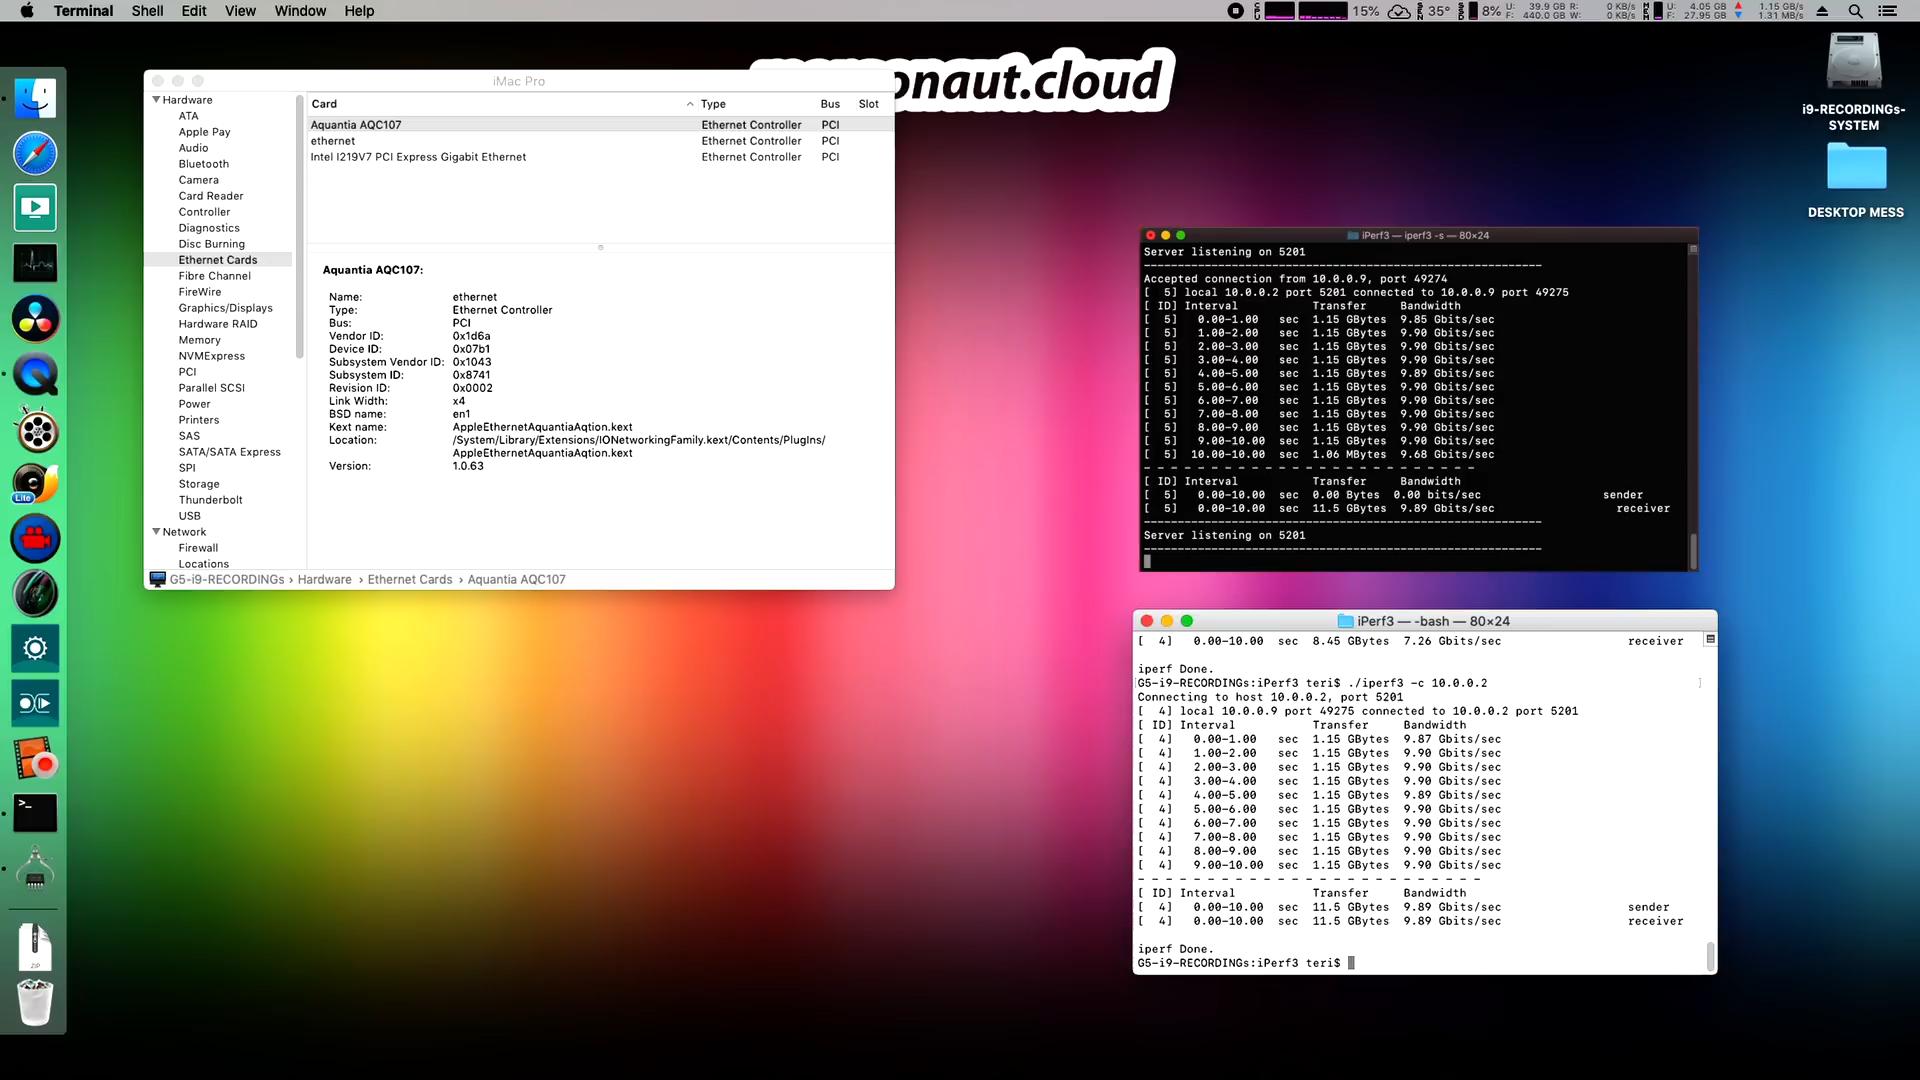 Terminal Shell Edit View Window Help
15% 35° 8% U: 39.9 GB R: 0 KB/s U: 4.05 GB 1.15 GB/s
F: 440.0 GB W: 0 KB/s F: 27.95 GB 1.31 MB/s
onaut.cloud
i9-RECORDINGs-
SYSTEM
DESKTOP MESS
Lite
ZIP
iMac Pro
Hardware
ATA
Apple Pay
Audio
Bluetooth
Camera
Card Reader
Controller
Diagnostics
Disc Burning
Ethernet Cards
Fibre Channel
FireWire
Graphics/Displays
Hardware RAID
Memory
NVMExpress
PCI
Parallel SCSI
Power
Printers
SAS
SATA/SATA Express
SPI
Storage
Thunderbolt
USB
Network
Firewall
Locations
Card Type Bus Slot
Aquantia AQC107 Ethernet Controller PCI
ethernet Ethernet Controller PCI
Intel I219V7 PCI Express Gigabit Ethernet Ethernet Controller PCI
Aquantia AQC107:
Name: ethernet
Type: Ethernet Controller
Bus: PCI
Vendor ID: 0x1d6a
Device ID: 0x07b1
Subsystem Vendor ID: 0x1043
Subsystem ID: 0x8741
Revision ID: 0x0002
Link Width: x4
BSD name: en1
Kext name: AppleEthernetAquantiaAqtion.kext
Location: /System/Library/Extensions/IONetworkingFamily.kext/Contents/PlugIns/
AppleEthernetAquantiaAqtion.kext
Version: 1.0.63
G5-i9-RECORDINGs › Hardware › Ethernet Cards › Aquantia AQC107
iPerf3 — iperf3 -s — 80×24
Server listening on 5201
-----------------------------------------------------------
Accepted connection from 10.0.0.9, port 49274
[  5] local 10.0.0.2 port 5201 connected to 10.0.0.9 port 49275
[ ID] Interval Transfer Bandwidth
[  5] 0.00-1.00 sec 1.15 GBytes 9.85 Gbits/sec
[  5] 1.00-2.00 sec 1.15 GBytes 9.90 Gbits/sec
[  5] 2.00-3.00 sec 1.15 GBytes 9.90 Gbits/sec
[  5] 3.00-4.00 sec 1.15 GBytes 9.90 Gbits/sec
[  5] 4.00-5.00 sec 1.15 GBytes 9.89 Gbits/sec
[  5] 5.00-6.00 sec 1.15 GBytes 9.90 Gbits/sec
[  5] 6.00-7.00 sec 1.15 GBytes 9.90 Gbits/sec
[  5] 7.00-8.00 sec 1.15 GBytes 9.90 Gbits/sec
[  5] 8.00-9.00 sec 1.15 GBytes 9.90 Gbits/sec
[  5] 9.00-10.00 sec 1.15 GBytes 9.90 Gbits/sec
[  5] 10.00-10.00 sec 1.06 MBytes 9.68 Gbits/sec
- - - - - - - - - - - - - - - - - - - - - - - - -
[ ID] Interval Transfer Bandwidth
[  5] 0.00-10.00 sec 0.00 Bytes 0.00 bits/sec sender
[  5] 0.00-10.00 sec 11.5 GBytes 9.89 Gbits/sec receiver
-----------------------------------------------------------
Server listening on 5201
-----------------------------------------------------------
iPerf3 — -bash — 80×24
[  4] 0.00-10.00 sec 8.45 GBytes 7.26 Gbits/sec receiver
iperf Done.
[G5-i9-RECORDINGs:iPerf3 teri$ ./iperf3 -c 10.0.0.2 ]
Connecting to host 10.0.0.2, port 5201
[  4] local 10.0.0.9 port 49275 connected to 10.0.0.2 port 5201
[ ID] Interval Transfer Bandwidth
[  4] 0.00-1.00 sec 1.15 GBytes 9.87 Gbits/sec
[  4] 1.00-2.00 sec 1.15 GBytes 9.90 Gbits/sec
[  4] 2.00-3.00 sec 1.15 GBytes 9.90 Gbits/sec
[  4] 3.00-4.00 sec 1.15 GBytes 9.90 Gbits/sec
[  4] 4.00-5.00 sec 1.15 GBytes 9.89 Gbits/sec
[  4] 5.00-6.00 sec 1.15 GBytes 9.90 Gbits/sec
[  4] 6.00-7.00 sec 1.15 GBytes 9.90 Gbits/sec
[  4] 7.00-8.00 sec 1.15 GBytes 9.90 Gbits/sec
[  4] 8.00-9.00 sec 1.15 GBytes 9.90 Gbits/sec
[  4] 9.00-10.00 sec 1.15 GBytes 9.90 Gbits/sec
- - - - - - - - - - - - - - - - - - - - - - - - -
[ ID] Interval Transfer Bandwidth
[  4] 0.00-10.00 sec 11.5 GBytes 9.89 Gbits/sec sender
[  4] 0.00-10.00 sec 11.5 GBytes 9.89 Gbits/sec receiver
iperf Done.
G5-i9-RECORDINGs:iPerf3 teri$